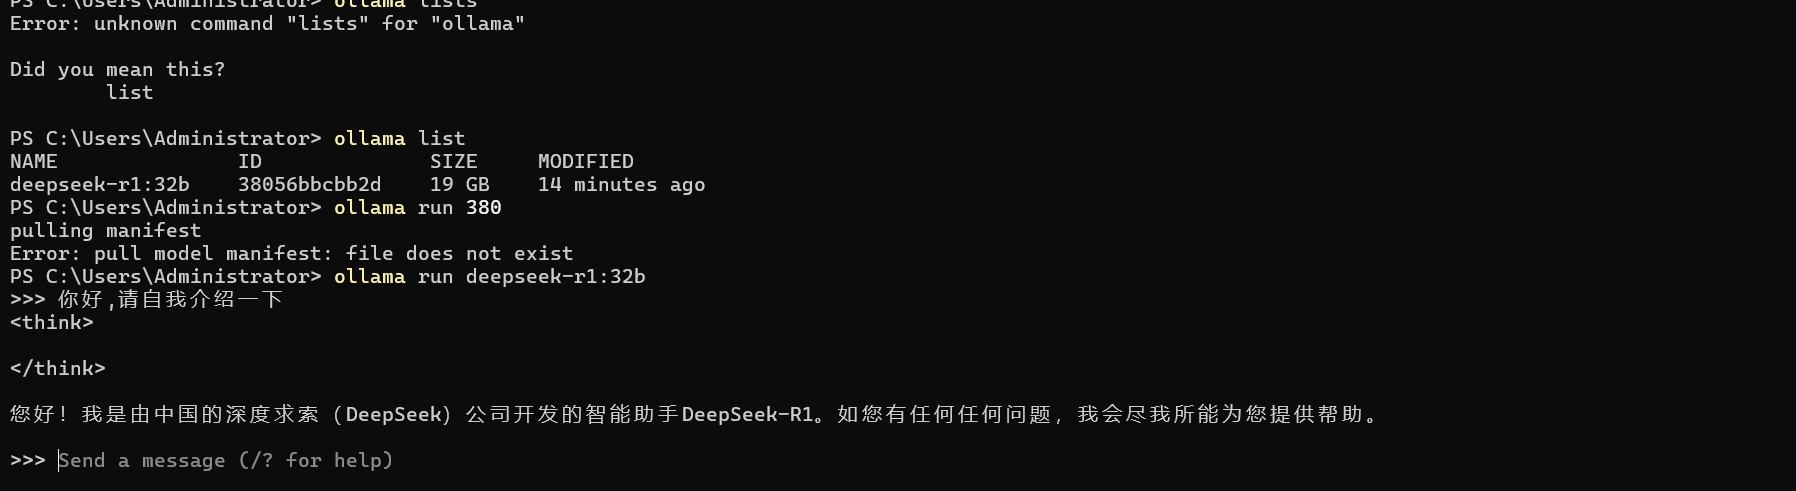 PS C:\Users\Administrator> ollama lists
Error: unknown command "lists" for "ollama"
Did you mean this?
list
PS C:\Users\Administrator> ollama list
NAME ID SIZE MODIFIED
deepseek-r1:32b 38056bbcbb2d 19 GB 14 minutes ago
PS C:\Users\Administrator> ollama run 380
pulling manifest
Error: pull model manifest: file does not exist
PS C:\Users\Administrator> ollama run deepseek-r1:32b
>>> 你好,请自我介绍一下
<think>
</think>
您好！我是由中国的深度求索（DeepSeek）公司开发的智能助手DeepSeek-R1。如您有任何任何问题，我会尽我所能为您提供帮助。
>>> Send a message (/? for help)